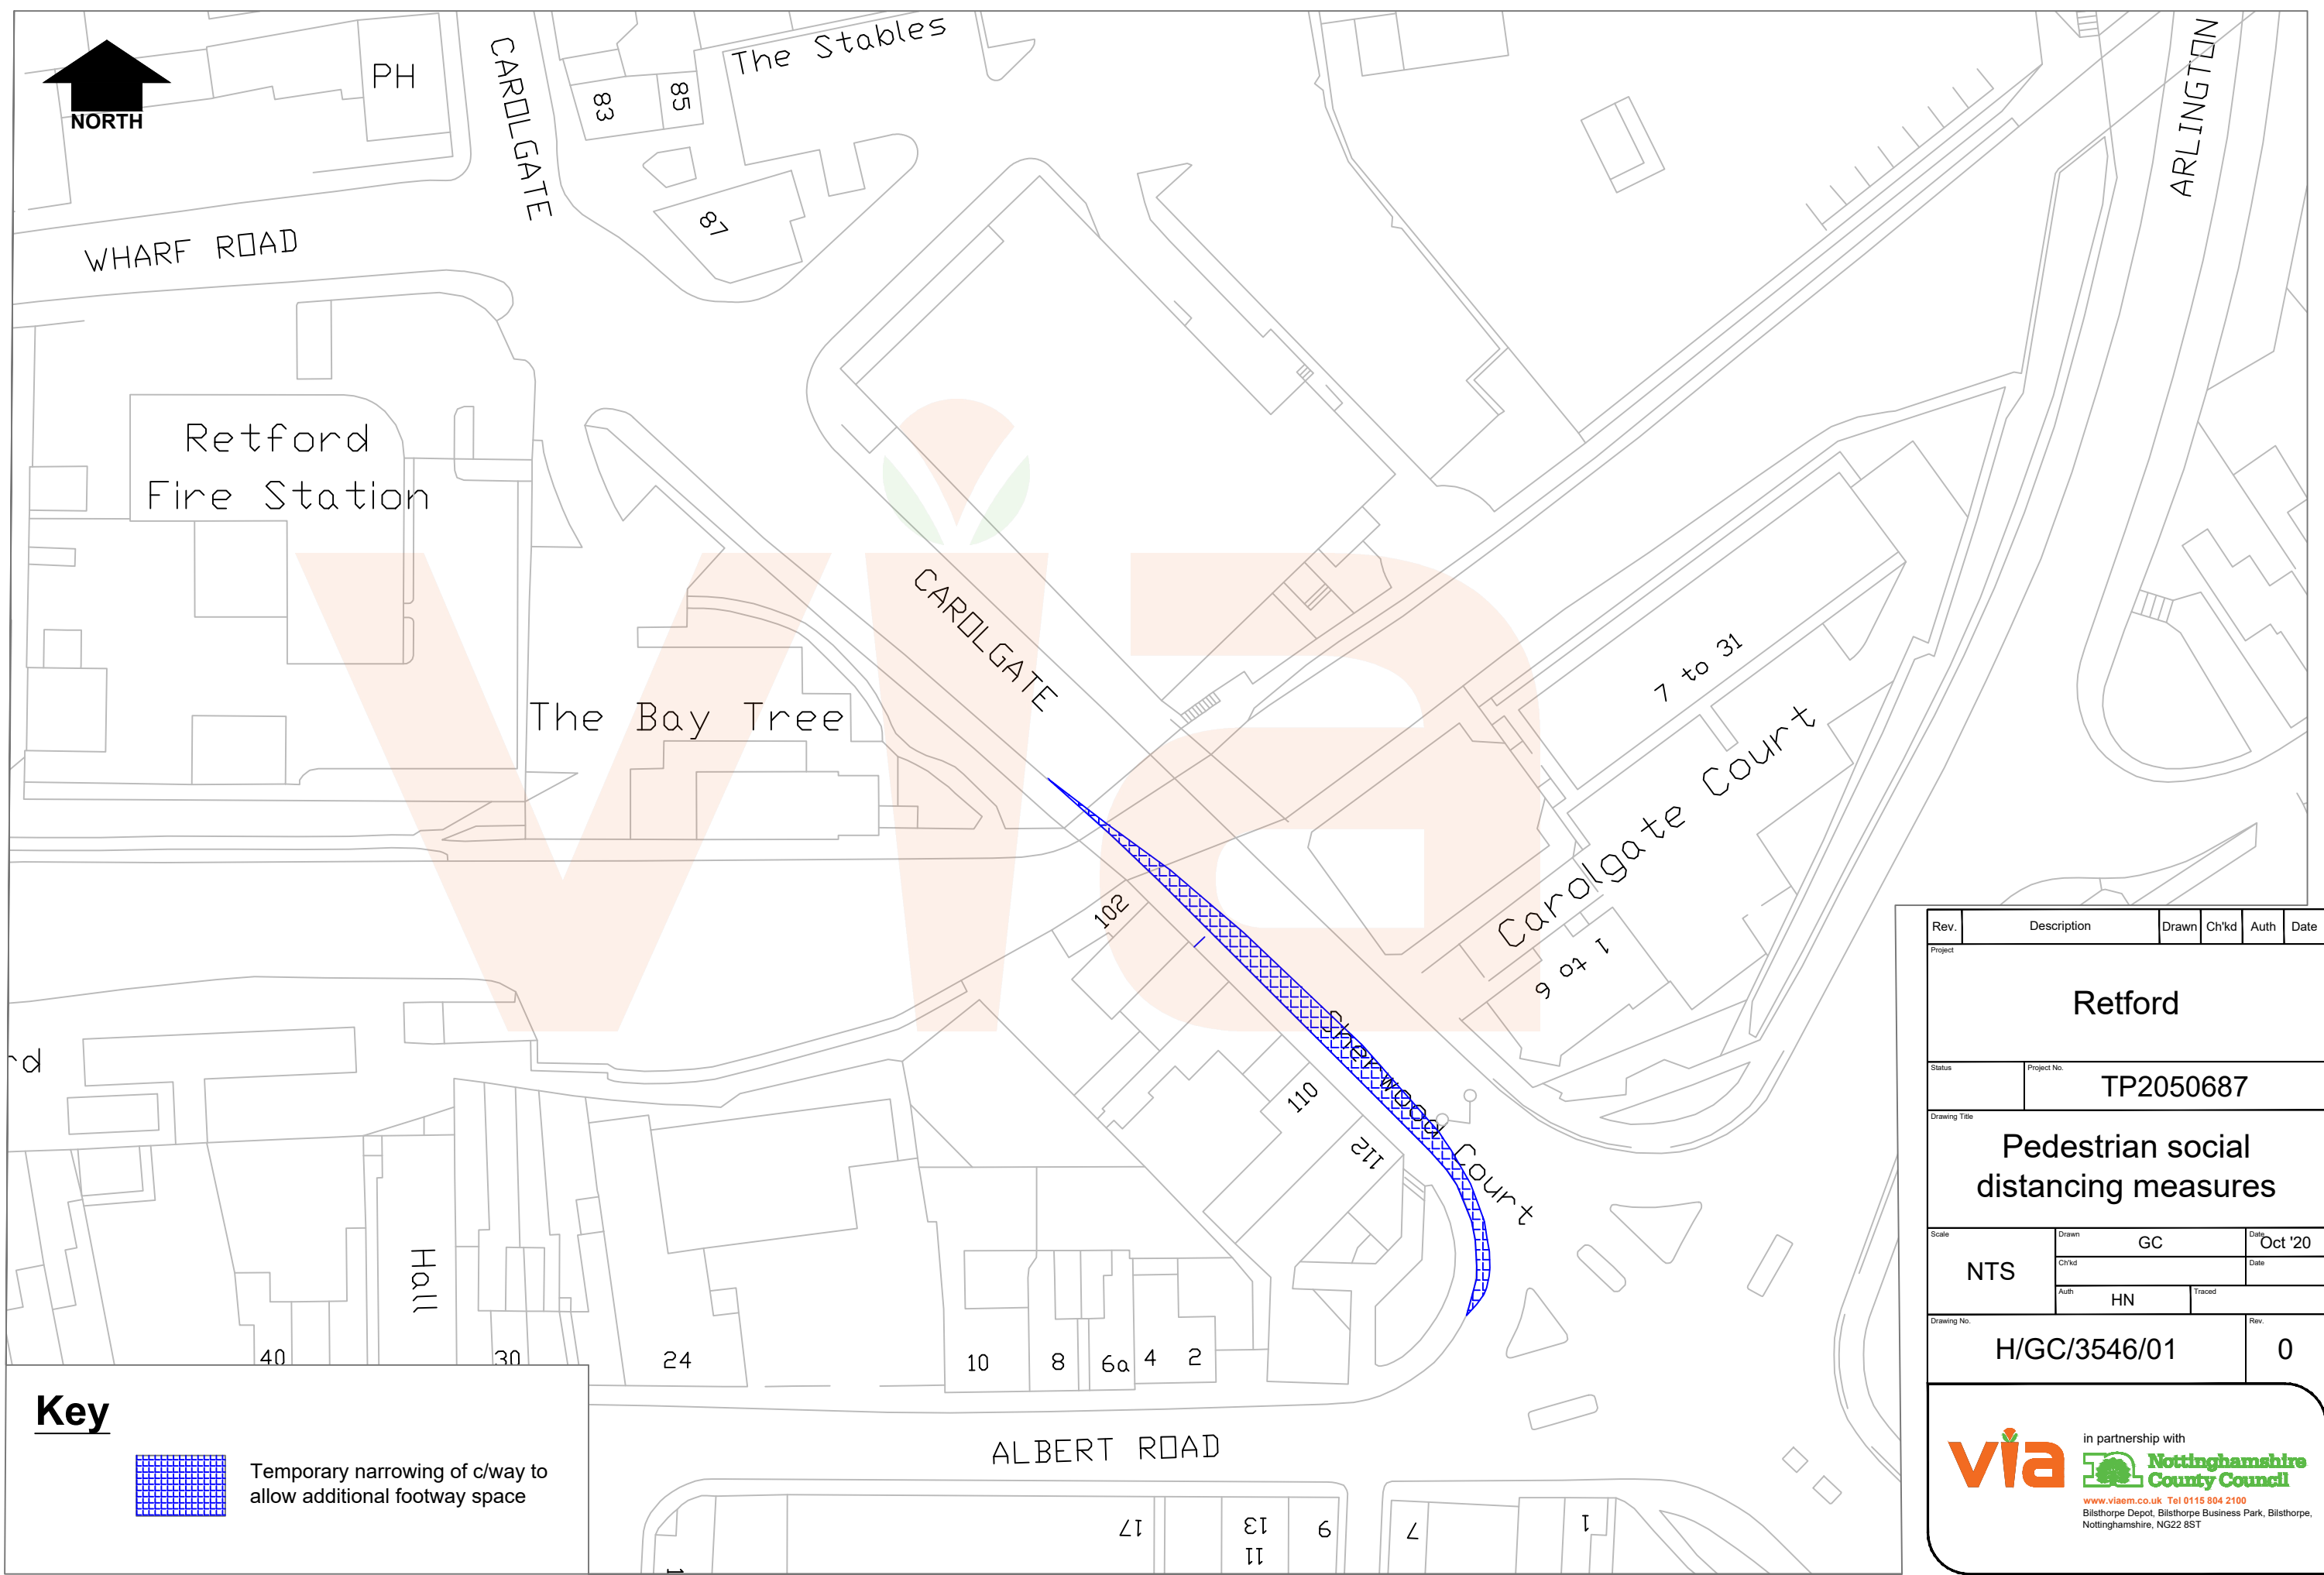 NORTH
PH
CAROLGATE
83
85
The Stables
87
ARLINGTON
WHARF ROAD
Retford
Fire Station
CAROLGATE
The Bay Tree
7 to 31
Carolgate Court
1 to 6
102
Sherwood Court
110
112
rd
Hall
40
30
24
10
8
6a
4
2
ALBERT ROAD
17
13
11
9
7
1
1
via
Key
Temporary narrowing of c/way to
allow additional footway space
Rev.
Description
Drawn
Ch'kd
Auth
Date
Project
Retford
Status
Project No.
TP2050687
Drawing Title
Pedestrian social
distancing measures
Scale
NTS
Drawn
GC
Date
Oct '20
Ch'kd
Date
Auth
HN
Traced
Drawing No.
H/GC/3546/01
Rev.
0
via
in partnership with
Nottinghamshire
County Council
www.viaem.co.uk Tel 0115 804 2100
Bilsthorpe Depot, Bilsthorpe Business Park, Bilsthorpe,
Nottinghamshire, NG22 8ST